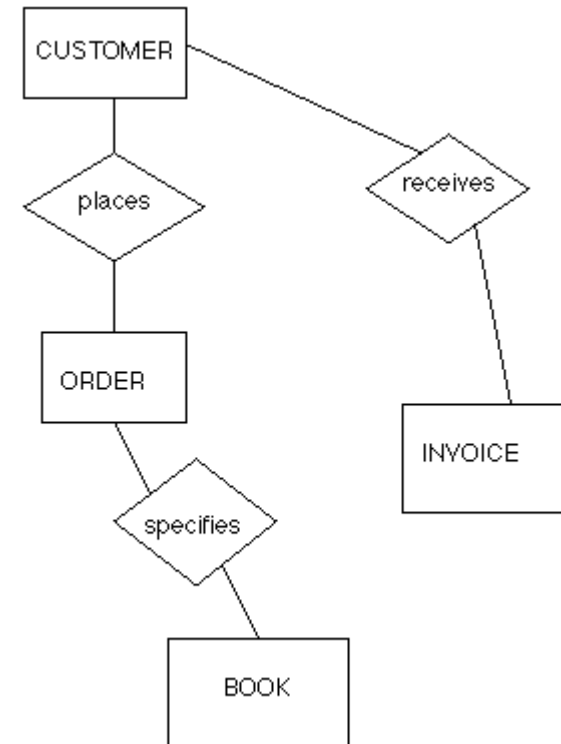 CUSTOMER
receives
places
ORDER
INVOICE
specifies
BOOK